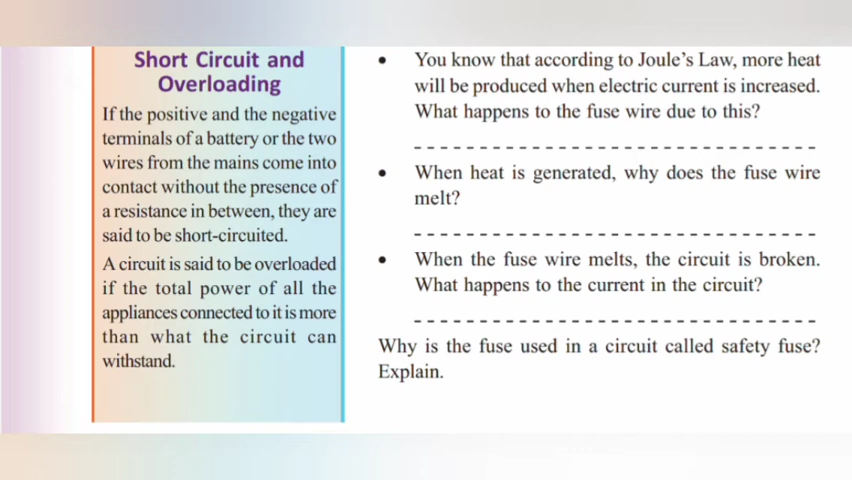 Short Circuit and
Overloading
If the positive and the negative
terminals of a battery or the two
wires from the mains come into
contact without the presence of
a resistance in between, they are
said to be short-circuited.
A circuit is said to be overloaded
if the total power of all the
appliances connected to it is more
than what the circuit can
withstand.
• You know that according to Joule's Law, more heat
will be produced when electric current is increased.
What happens to the fuse wire due to this?
• When heat is generated, why does the fuse wire
melt?
• When the fuse wire melts, the circuit is broken.
What happens to the current in the circuit?
Why is the fuse used in a circuit called safety fuse?
Explain.